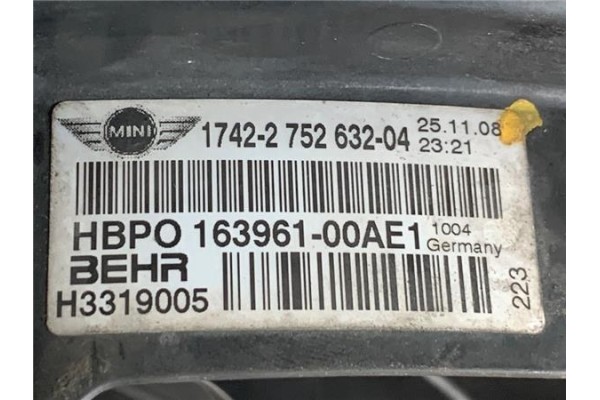 MINI 1742-2 752 632-04 25.11.08
23:21
HBPO 163961-00AE1 1004
Germany
BEHR
H3319005
223